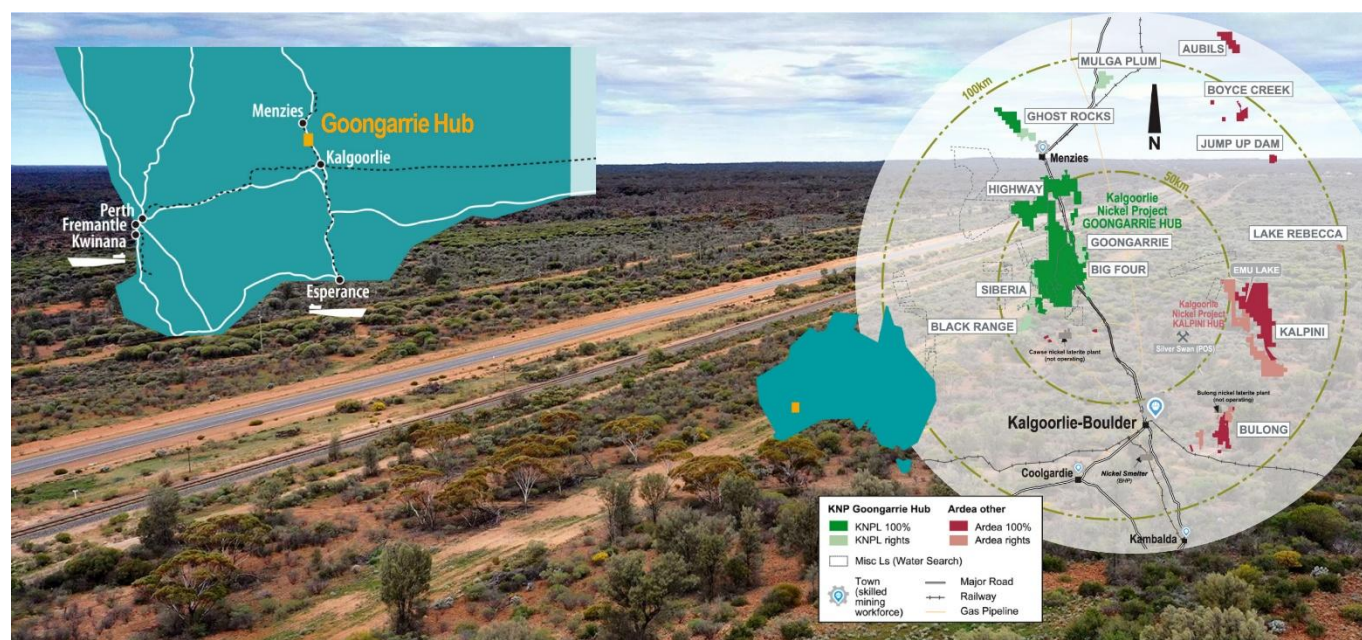 Menzies
Goongarrie Hub
Kalgoorlie
Perth
Fremantle
Kwinana
Esperance
AUBILS
MULGA PLUM
100km
BOYCE CREEK
GHOST ROCKS
N
JUMP UP DAM
Menzies
50km
HIGHWAY
Kalgoorlie
Nickel Project
GOONGARRIE HUB
LAKE REBECCA
GOONGARRIE
BIG FOUR
EMU LAKE
SIBERIA
Kalgoorlie
Nickel Project
KALPINI HUB
BLACK RANGE
KALPINI
Silver Swan (POS)
Cawse nickel laterite plant
(not operating)
Bulong nickel laterite plant
(not operating)
Kalgoorlie-Boulder
BULONG
Coolgardie
Nickel Smelter
(BHP)
Kambalda
KNP Goongarrie Hub
KNPL 100%
KNPL rights
Ardea other
Ardea 100%
Ardea rights
Misc Ls (Water Search)
Town
(skilled
mining
workforce)
Major Road
Railway
Gas Pipeline